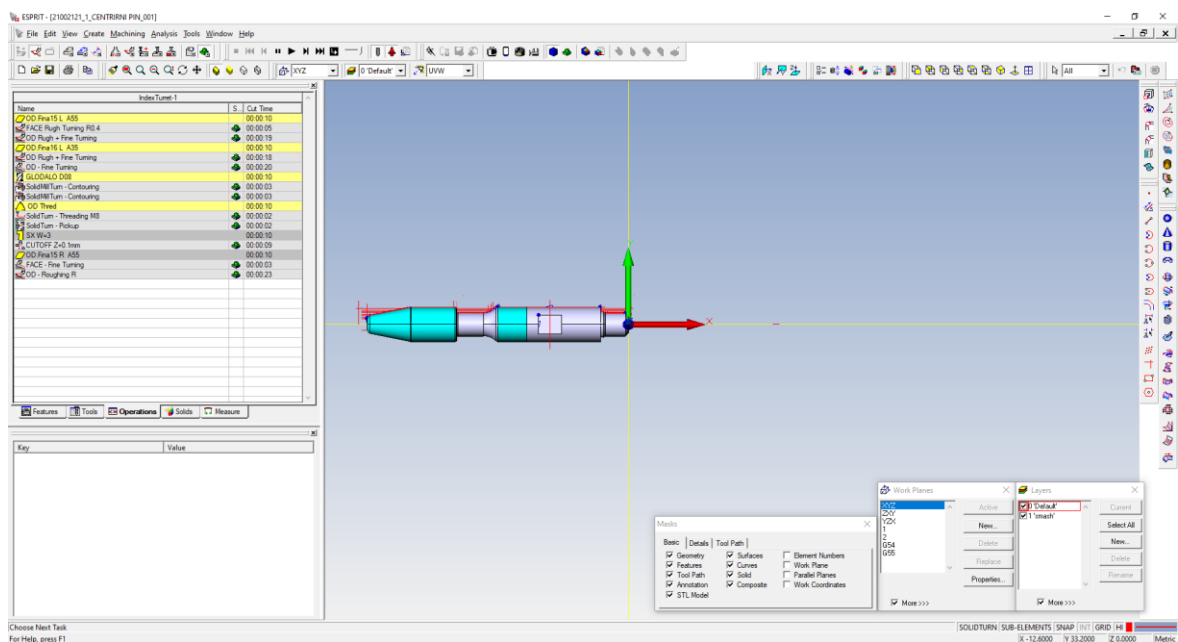 ESPRIT - [21002121_1_CENTRIRNI PIN_001]
File Edit View Create Machining Analysis Tools Window Help
XYZ 0 'Default' UVW All
IndexTurret-1
Name S... Cut Time
OD.Fina15 L A55 00:00:10
FACE Rugh Turning R0.4 00:00:05
OD Rugh + Fine Turning 00:00:19
OD.Fina16 L A35 00:00:10
OD Rugh + Fine Turning 00:00:18
OD - Fine Turning 00:00:20
GLODALO D08 00:00:10
SolidMillTurn - Contouring 00:00:03
SolidMillTurn - Contouring 00:00:03
OD Thred 00:00:10
SolidTurn - Threading M8 00:00:02
SolidTurn - Pickup 00:00:02
SX W=3 00:00:10
CUTOFF Z+0.1mm 00:00:09
OD.Fina15 R A55 00:00:10
FACE - Fine Turning 00:00:03
OD - Roughing R 00:00:23
Features Tools Operations Solids Measure
Key Value
Y
X
Masks
Basic Details Tool Path
Geometry Surfaces Element Numbers
Features Curves Work Plane
Tool Path Solid Parallel Planes
Annotation Composite Work Coordinates
STL Model
Work Planes
XYZ
ZXY
YZX
1
2
G54
G55
Active
New...
Delete
Replace
Properties...
More >>>
Layers
0 'Default'
1 'smash'
Current
Select All
New...
Delete
Rename
More >>>
Choose Next Task SOLIDTURN SUB-ELEMENTS SNAP INT GRID HI
For Help, press F1 X -12.6000 Y 33.2000 Z 0.0000 Metric